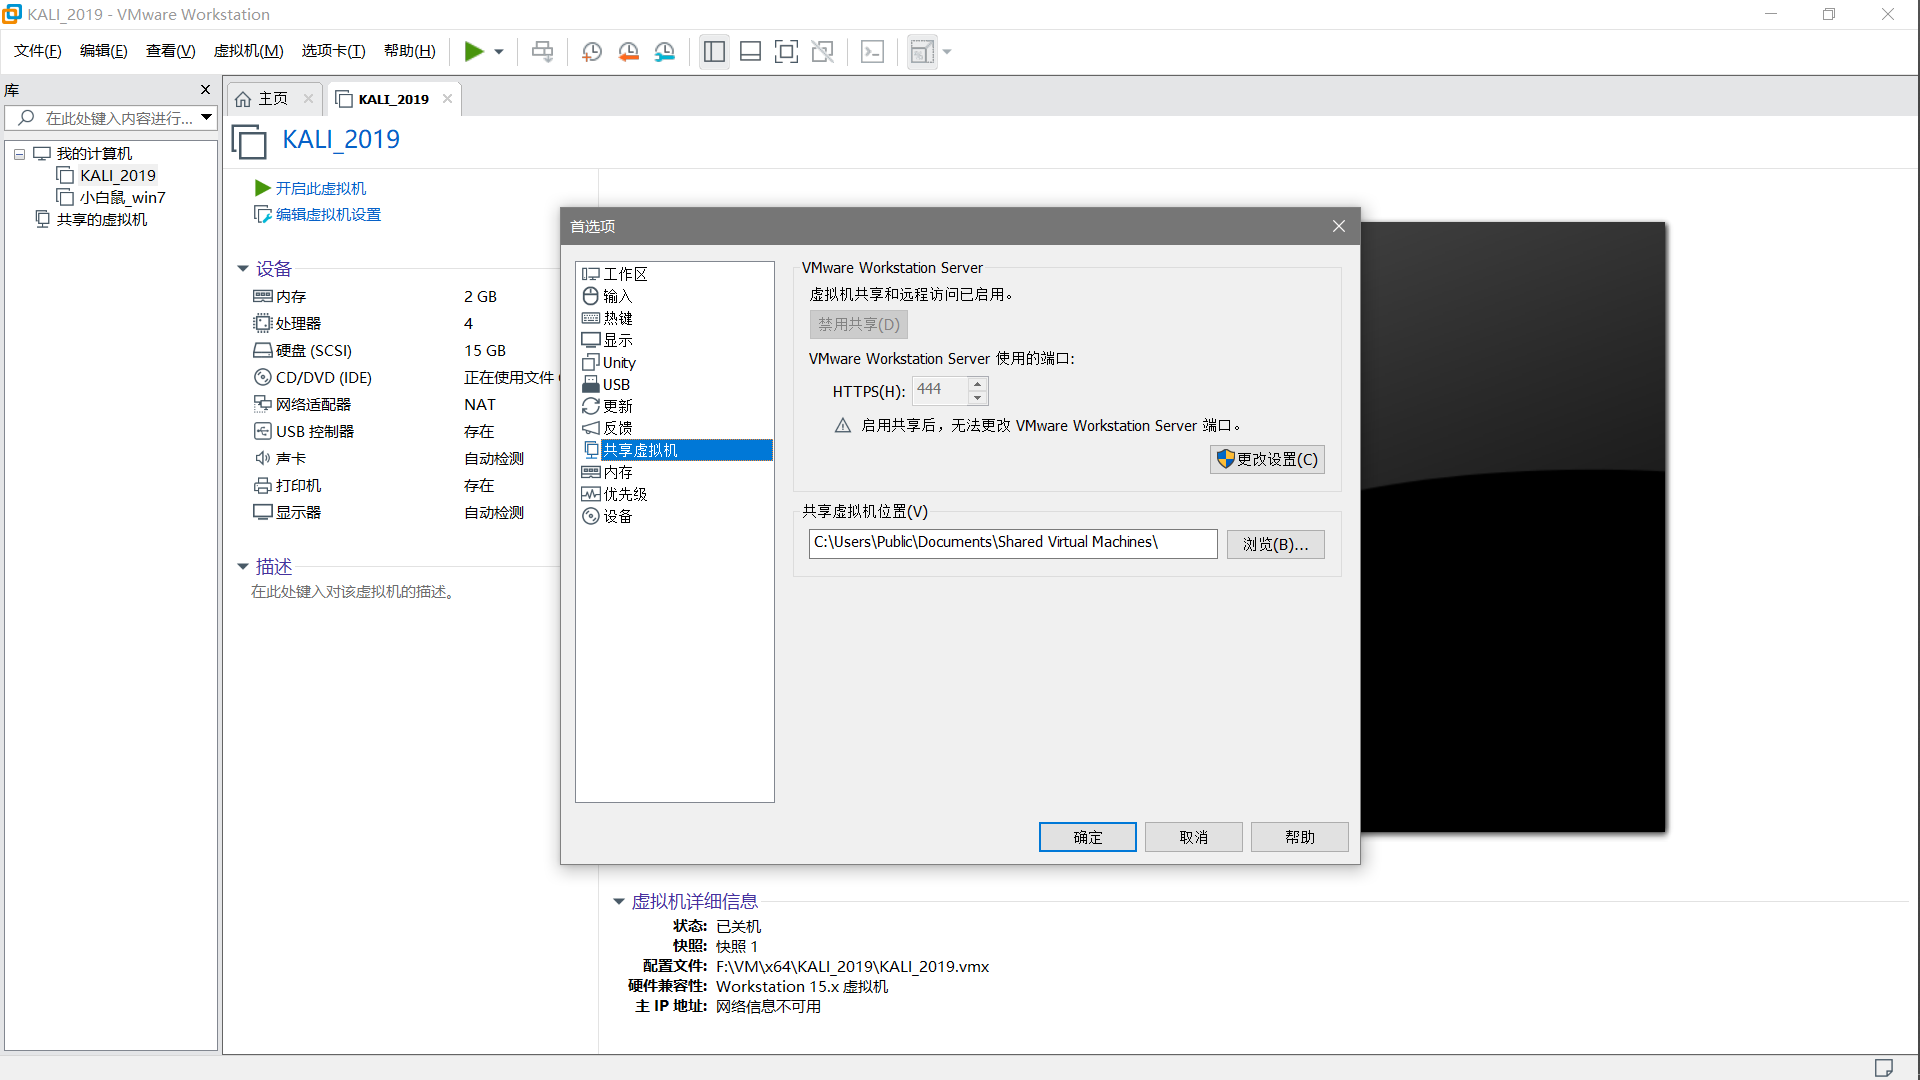 KALI_2019 - VMware Workstation
文件(F) 编辑(E) 查看(V) 虚拟机(M) 选项卡(T) 帮助(H)
库
在此处键入内容进行...
我的计算机
KALI_2019
小白鼠_win7
共享的虚拟机
主页
KALI_2019
KALI_2019
开启此虚拟机
编辑虚拟机设置
设备
内存 2 GB
处理器 4
硬盘 (SCSI) 15 GB
CD/DVD (IDE) 正在使用文件
网络适配器 NAT
USB 控制器 存在
声卡 自动检测
打印机 存在
显示器 自动检测
描述
在此处键入对该虚拟机的描述。
首选项
工作区
输入
热键
显示
Unity
USB
更新
反馈
共享虚拟机
内存
优先级
设备
VMware Workstation Server
虚拟机共享和远程访问已启用。
禁用共享(D)
VMware Workstation Server 使用的端口:
HTTPS(H): 444
启用共享后，无法更改 VMware Workstation Server 端口。
更改设置(C)
共享虚拟机位置(V)
C:\Users\Public\Documents\Shared Virtual Machines\
浏览(B)...
确定 取消 帮助
虚拟机详细信息
状态: 已关机
快照: 快照 1
配置文件: F:\VM\x64\KALI_2019\KALI_2019.vmx
硬件兼容性: Workstation 15.x 虚拟机
主 IP 地址: 网络信息不可用